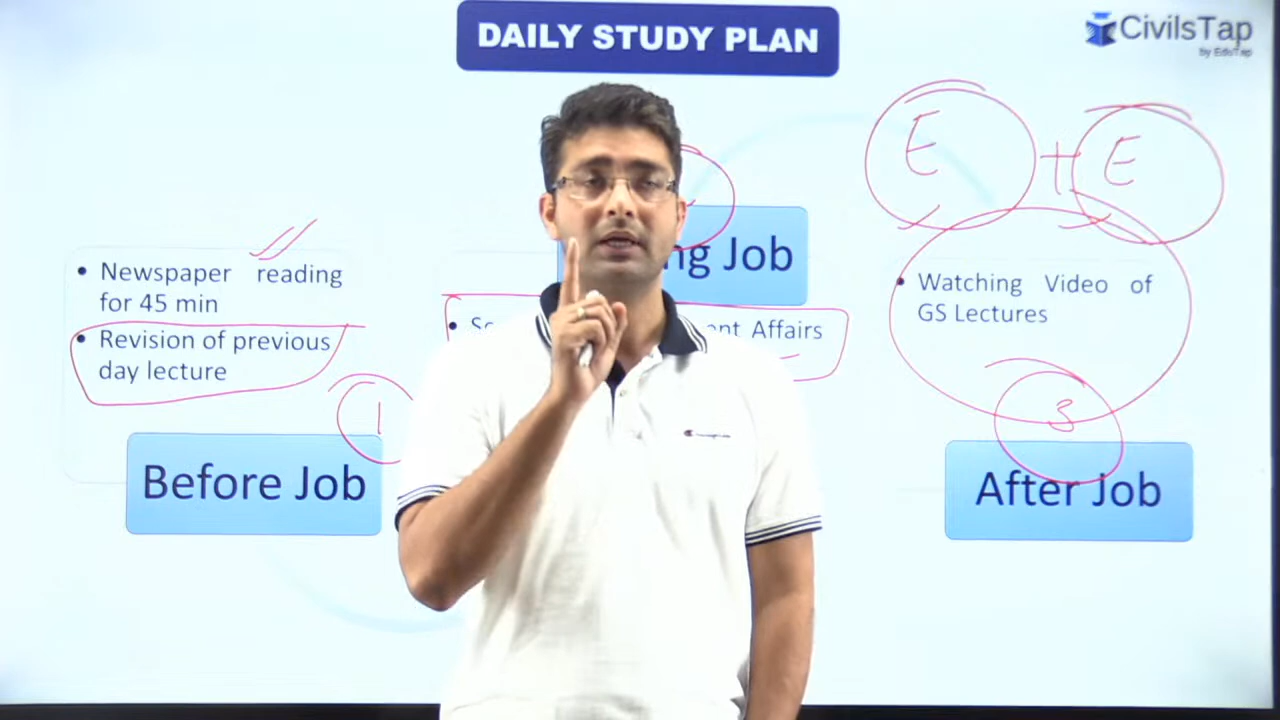 DAILY STUDY PLAN
CivilsTap
by EduTap
E + E
Job
• Newspaper reading
for 45 min
• Revision of previous
day lecture
1
Before Job
Affairs
• Watching Video of
GS Lectures
3
After Job